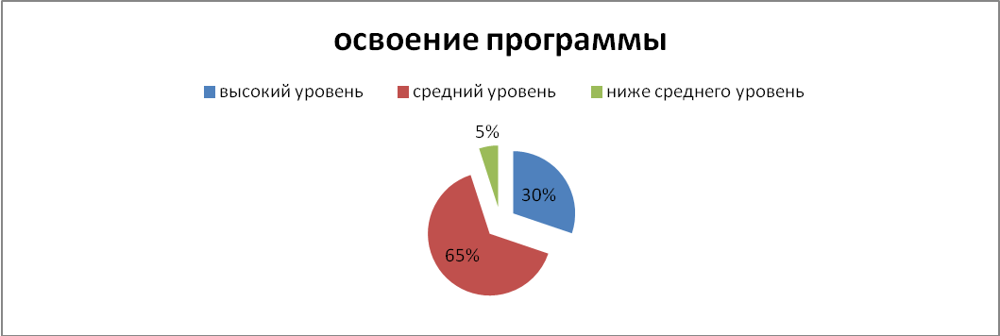 освоение программы
высокий уровень средний уровень ниже среднего уровень
5%
30%
65%